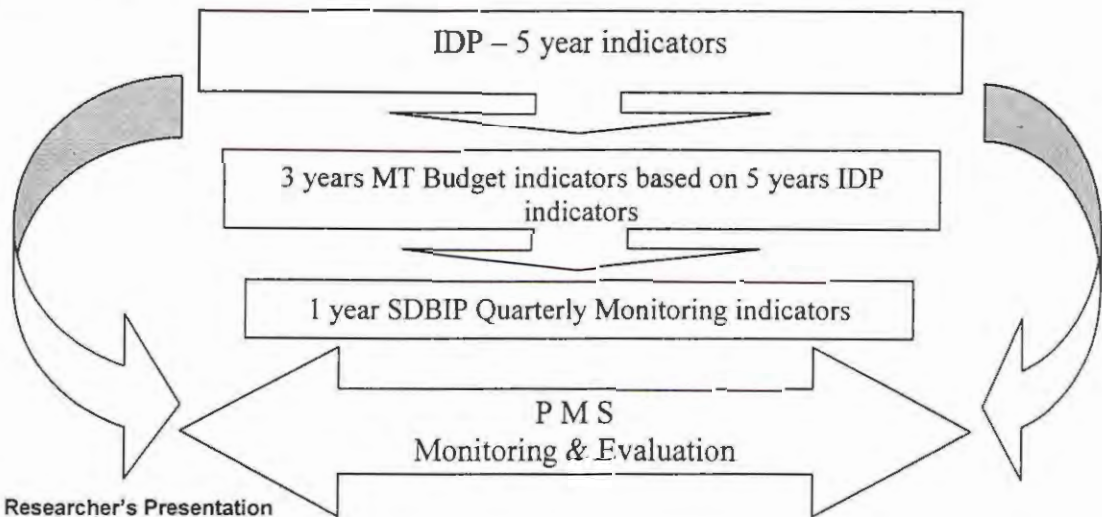 IDP – 5 year indicators
3 years MT Budget indicators based on 5 years IDP
indicators
1 year SDBIP Quarterly Monitoring indicators
P M S
Monitoring & Evaluation
Researcher's Presentation